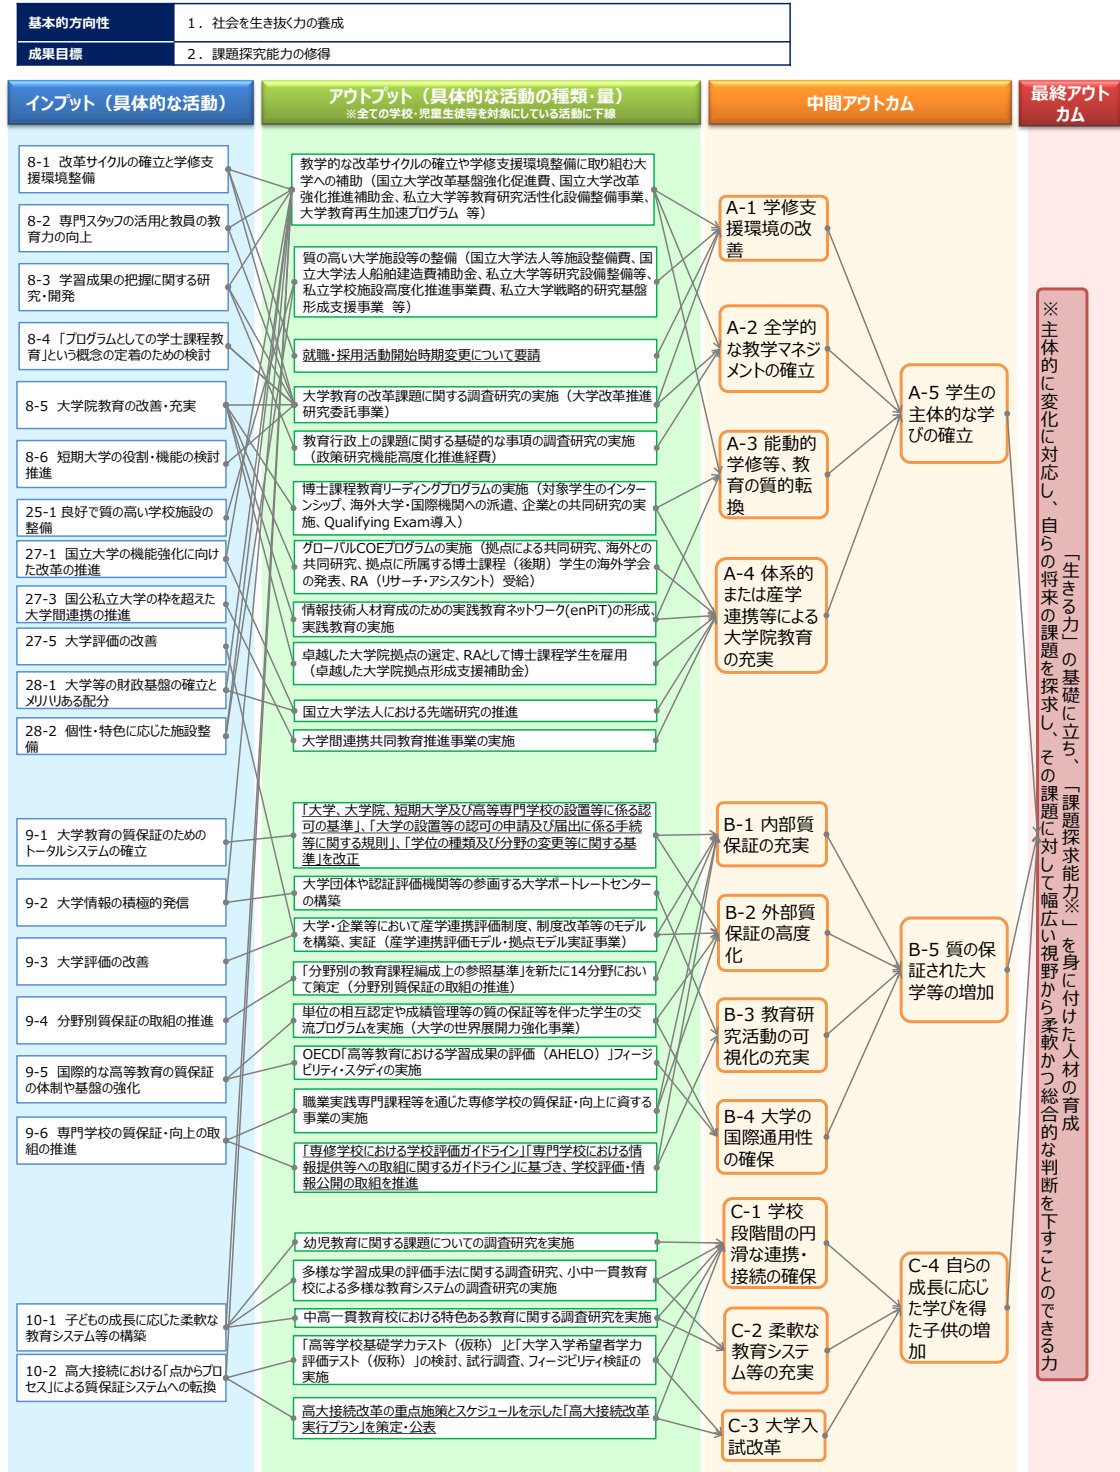 基本的方向性
1．社会を生き抜く力の養成
成果目標
2．課題探究能力の修得
インプット（具体的な活動）
アウトプット（具体的な活動の種類・量）
※全ての学校・児童生徒等を対象にしている活動に下線
中間アウトカム
最終アウト
カム
8-1 改革サイクルの確立と学修支
援環境整備
8-2 専門スタッフの活用と教員の教
育力の向上
8-3 学習成果の把握に関する研
究・開発
8-4「プログラムとしての学士課程教
育」という概念の定着のための検討
8-5 大学院教育の改善・充実
8-6 短期大学の役割・機能の検討
推進
25-1 良好で質の高い学校施設の
整備
27-1 国立大学の機能強化に向け
た改革の推進
27-3 国公私立大学の枠を超えた
大学間連携の推進
27-5 大学評価の改善
28-1 大学等の財政基盤の確立と
メリハリある配分
28-2 個性・特色に応じた施設整
備
9-1 大学教育の質保証のための
トータルシステムの確立
9-2 大学情報の積極的発信
9-3 大学評価の改善
9-4 分野別質保証の取組の推進
9-5 国際的な高等教育の質保証
の体制や基盤の強化
9-6 専門学校の質保証・向上の取
組の推進
10-1 子どもの成長に応じた柔軟な
教育システム等の構築
10-2 高大接続における「点からプロ
セス」による質保証システムへの転換
教学的な改革サイクルの確立や学修支援環境整備に取り組む大
学への補助（国立大学改革基盤強化促進費、国立大学改革
強化推進補助金、私立大学等教育研究活性化設備整備事業、
大学教育再生加速プログラム 等）
質の高い大学施設等の整備（国立大学法人等施設整備費、国
立大学法人船舶建造費補助金、私立大学等研究設備整備等、
私立学校施設高度化推進事業費、私立大学戦略的研究基盤
形成支援事業 等）
就職・採用活動開始時期変更について要請
大学教育の改革課題に関する調査研究の実施（大学改革推進
研究委託事業）
教育行政上の課題に関する基礎的な事項の調査研究の実施
（政策研究機能高度化推進経費）
博士課程教育リーディングプログラムの実施（対象学生のインター
ンシップ、海外大学・国際機関への派遣、企業との共同研究の実
施、Qualifying Exam導入）
グローバルCOEプログラムの実施（拠点による共同研究、海外との
共同研究、拠点に所属する博士課程（後期）学生の海外学会
の発表、RA（リサーチ・アシスタント）受給）
情報技術人材育成のための実践教育ネットワーク(enPiT)の形成、
実践教育の実施
卓越した大学院拠点の選定、RAとして博士課程学生を雇用
（卓越した大学院拠点形成支援補助金）
国立大学法人における先端研究の推進
大学間連携共同教育推進事業の実施
「大学、大学院、短期大学及び高等専門学校の設置等に係る認
可の基準」、「大学の設置等の認可の申請及び届出に係る手続
等に関する規則」、「学位の種類及び分野の変更等に関する基
準」を改正
大学団体や認証評価機関等の参画する大学ポートレートセンター
の構築
大学・企業等において産学連携評価制度、制度改革等のモデル
を構築、実証（産学連携評価モデル・拠点モデル実証事業）
「分野別の教育課程編成上の参照基準」を新たに14分野におい
て策定（分野別質保証の取組の推進）
単位の相互認定や成績管理等の質の保証等を伴った学生の交
流プログラムを実施（大学の世界展開力強化事業）
OECD「高等教育における学習成果の評価（AHELO）」フィージ
ビリティ・スタディの実施
職業実践専門課程等を通じた専修学校の質保証・向上に資する
事業の実施
「専修学校における学校評価ガイドライン」「専門学校における情
報提供等への取組に関するガイドライン」に基づき、学校評価・情
報公開の取組を推進
幼児教育に関する課題についての調査研究を実施
多様な学習成果の評価手法に関する調査研究、小中一貫教育
校による多様な教育システムの調査研究の実施
中高一貫教育校における特色ある教育に関する調査研究を実施
「高等学校基礎学力テスト（仮称）」と「大学入学希望者学力
評価テスト（仮称）」の検討、試行調査、フィージビリティ検証の
実施
高大接続改革の重点施策とスケジュールを示した「高大接続改革
実行プラン」を策定・公表
A-1 学修支
援環境の改
善
A-2 全学的
な教学マネジ
メントの確立
A-3 能動的
学修等、教
育の質的転
換
A-4 体系的
または産学
連携等による
大学院教育
の充実
A-5 学生の
主体的な学
びの確立
B-1 内部質
保証の充実
B-2 外部質
保証の高度
化
B-3 教育研
究活動の可
視化の充実
B-4 大学の
国際通用性
の確保
B-5 質の保
証された大
学等の増加
C-1 学校
段階間の円
滑な連携・
接続の確保
C-2 柔軟な
教育システ
ム等の充実
C-3 大学入
試改革
C-4 自らの
成長に応じ
た学びを得
た子供の増
加
「生きる力」の基礎に立ち、「課題探求能力※」を身に付けた人材の育成
※主体的に変化に対応し、自らの将来の課題を探求し、その課題に対して幅広い視野から柔軟かつ総合的な判断を下すことのできる力